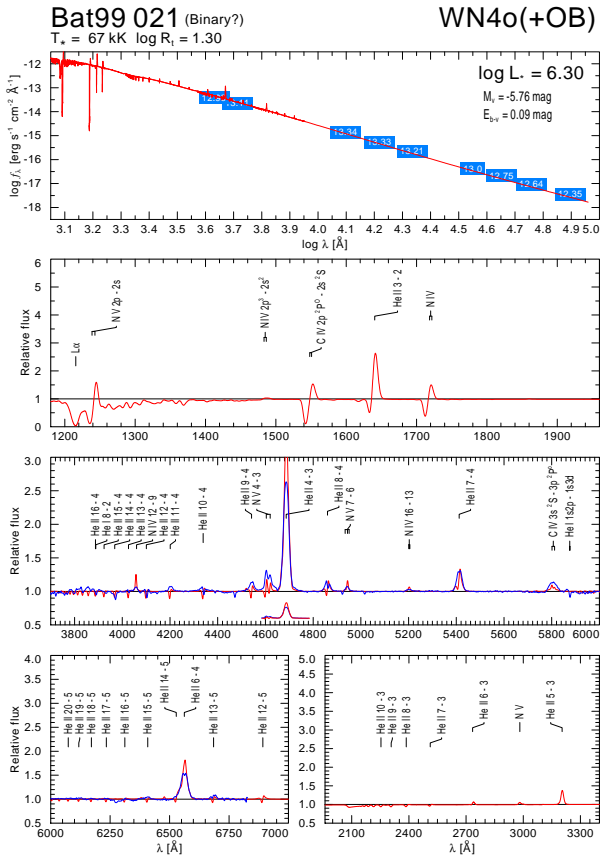 Bat99 021 (Binary?) WN4o(+OB)
T* = 67 kK log Rt = 1.30
log L* = 6.30
Mv = -5.76 mag
Eb-v = 0.09 mag
log fλ [erg s-1 cm-2 Å-1]
-12
-13
-14
-15
-16
-17
-18
13.34
13.33
13.21
13.0
12.75
12.64
12.35
3.1 3.2 3.3 3.4 3.5 3.6 3.7 3.8 3.9 4.0 4.1 4.2 4.3 4.4 4.5 4.6 4.7 4.8 4.9 5.0
log λ [Å]
Relative flux
6
5
4
3
2
1
0
Lα
N V 2p - 2s
N IV 2p3 - 2s2
C IV 2p 2P0 - 2s 2S
He II 3 - 2
N IV
1200 1300 1400 1500 1600 1700 1800 1900
Relative flux
3.0
2.5
2.0
1.5
1.0
0.5
He II 16 - 4
He I 8 - 2
He II 15 - 4
He II 14 - 4
He II 13 - 4
N IV 12 - 9
He II 12 - 4
He II 11 - 4
He II 10 - 4
He II 9 - 4
N V 4 - 3
He II 4 - 3
He II 8 - 4
N V 7 - 6
N IV 16 - 13
He II 7 - 4
C IV 3s 2S - 3p 2P0
He I 1s2p - 1s3d
3800 4000 4200 4400 4600 4800 5000 5200 5400 5600 5800 6000
Relative flux
4.0
3.5
3.0
2.5
2.0
1.5
1.0
0.5
He II 20 - 5
He II 19 - 5
He II 18 - 5
He II 17 - 5
He II 16 - 5
He II 15 - 5
He II 14 - 5
He II 6 - 4
He II 13 - 5
He II 12 - 5
6000 6250 6500 6750 7000
λ [Å]
5.0
4.5
4.0
3.5
3.0
2.5
2.0
1.5
1.0
0.5
He II 10 - 3
He II 9 - 3
He II 8 - 3
He II 7 - 3
He II 6 - 3
N V
He II 5 - 3
2100 2400 2700 3000 3300
λ [Å]